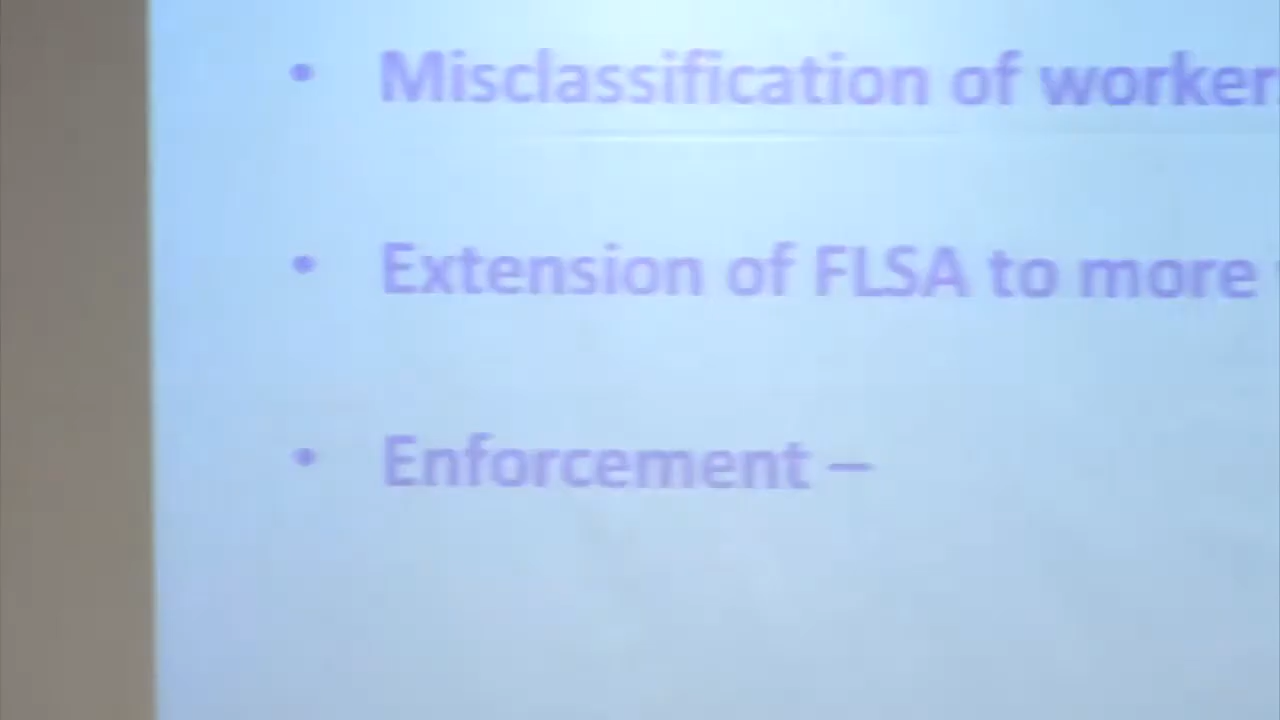 • Misclassification of worker
• Extension of FLSA to more
• Enforcement –